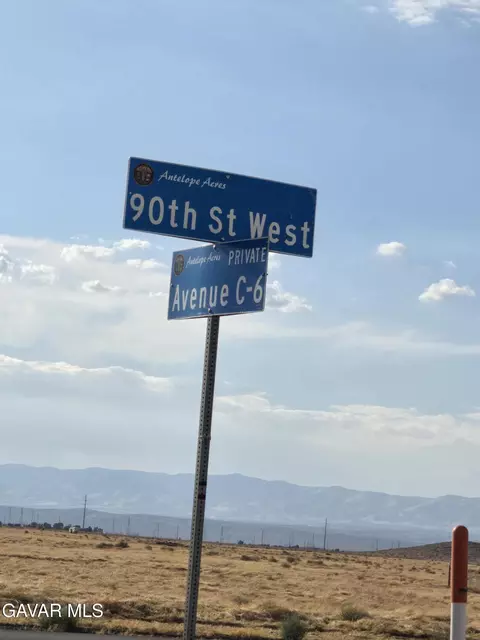 Antelope Acres
90th St West
Antelope Acres PRIVATE
Avenue C-6
GAVAR MLS